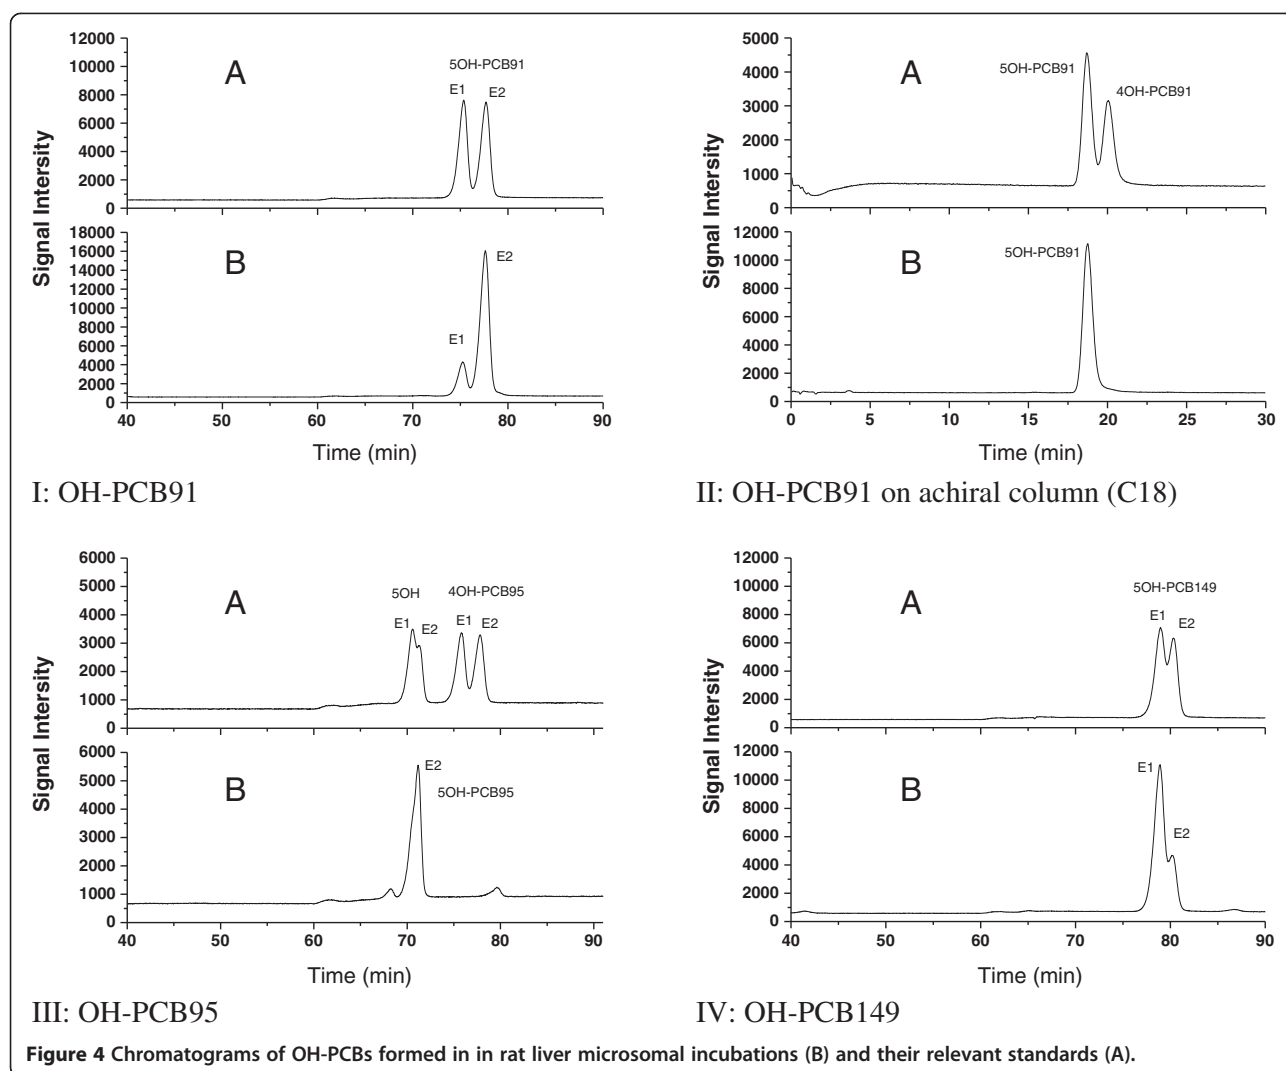 12000
10000
8000
6000
4000
2000
0
A
5OH-PCB91
E1
E2
18000
16000
14000
12000
10000
8000
6000
4000
2000
0
B
E1
E2
Signal Intersity
40 50 60 70 80 90
Time (min)
I: OH-PCB91
5000
4000
3000
2000
1000
0
A
5OH-PCB91
4OH-PCB91
12000
10000
8000
6000
4000
2000
0
B
5OH-PCB91
Signal Intersity
0 5 10 15 20 25 30
Time (min)
II: OH-PCB91 on achiral column (C18)
6000
5000
4000
3000
2000
1000
0
A
5OH
4OH-PCB95
E1 E2 E1 E2
6000
5000
4000
3000
2000
1000
0
B
E2
5OH-PCB95
Signal Intersity
40 50 60 70 80 90
Time (min)
III: OH-PCB95
12000
10000
8000
6000
4000
2000
0
A
5OH-PCB149
E1 E2
12000
10000
8000
6000
4000
2000
0
B
E1
E2
Signal Intersity
40 50 60 70 80 90
Time (min)
IV: OH-PCB149
Figure 4 Chromatograms of OH-PCBs formed in in rat liver microsomal incubations (B) and their relevant standards (A).